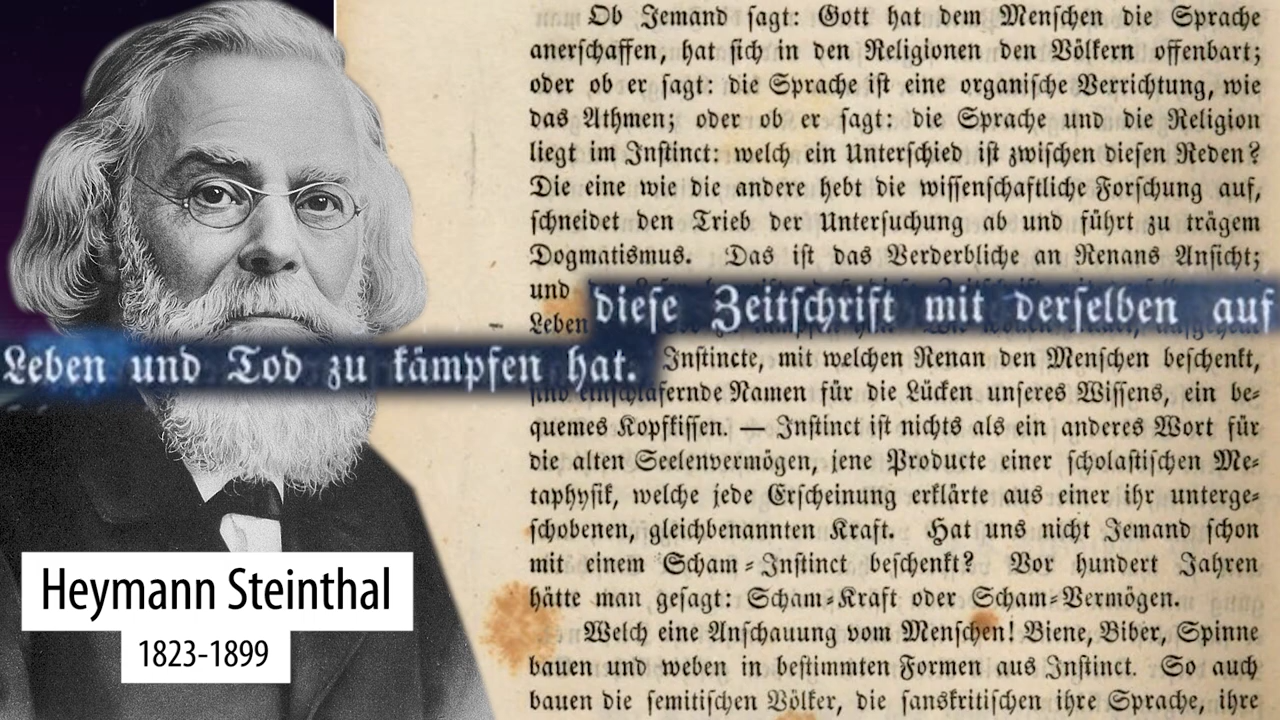 Ob Jemand sagt: Gott hat dem Menschen die Sprache
anerschaffen, hat sich in den Religionen den Völkern offenbart;
oder ob er sagt: die Sprache ist eine organische Verrichtung, wie
das Athmen; oder ob er sagt: die Sprache und die Religion
liegt im Instinct: welch ein Unterschied ist zwischen diesen Reden?
Die eine wie die andere hebt die wissenschaftliche Forschung auf,
schneidet den Trieb der Untersuchung ab und führt zu trägem
Dogmatismus. Das ist das Verderbliche an Renans Ansicht;
und
diese Zeitschrift mit derselben auf
Leben
Leben und Tod zu kämpfen hat.
Instincte, mit welchen Renan den Menschen beschenkt,
sind einschläfernde Namen für die Lücken unseres Wissens, ein be-
quemes Kopfkissen. — Instinct ist nichts als ein anderes Wort für
die alten Seelenvermögen, jene Producte einer scholastischen Me-
taphysik, welche jede Erscheinung erklärte aus einer ihr unterge-
schobenen, gleichbenannten Kraft. Hat uns nicht Jemand schon
mit einem Scham-Instinct beschenkt? Vor hundert Jahren
hätte man gesagt: Scham-Kraft oder Scham-Vermögen.
Welch eine Anschauung vom Menschen! Biene, Biber, Spinne
bauen und weben in bestimmten Formen aus Instinct. So auch
bauen die semitischen Völker, die sanskritischen ihre Sprache, ihre
Heymann Steinthal
1823-1899